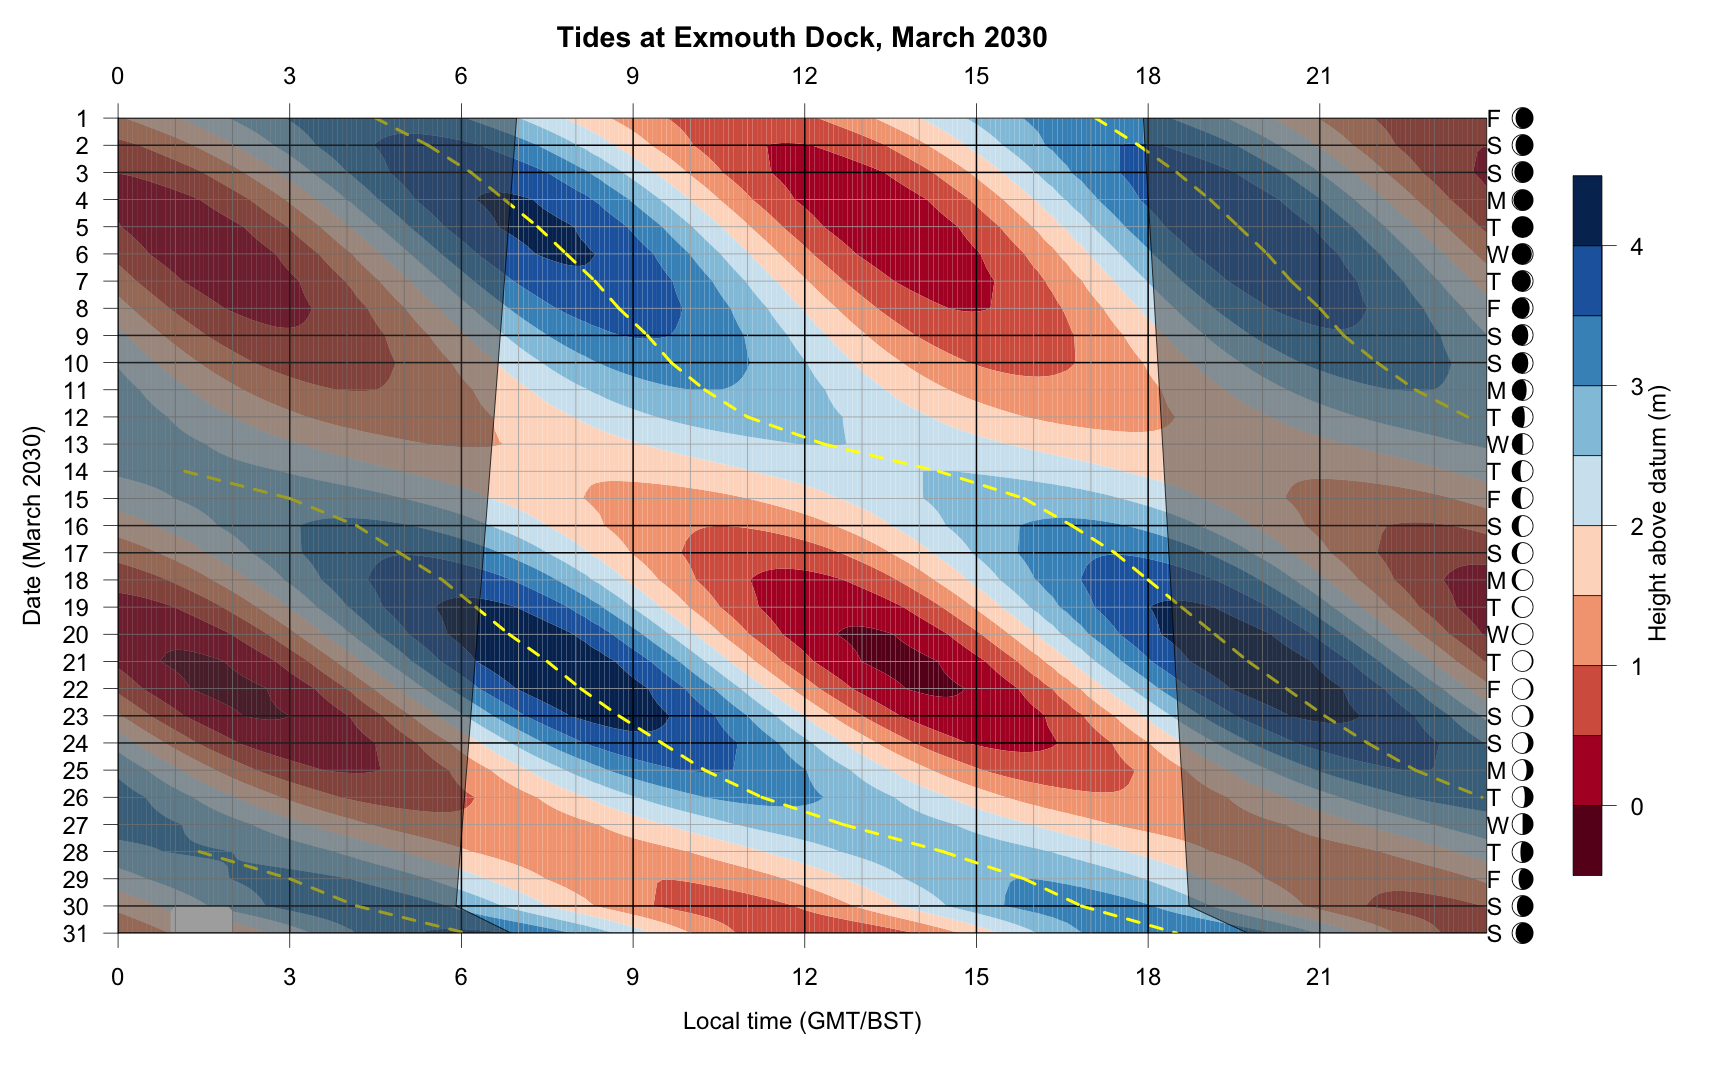 Tides at Exmouth Dock, March 2030
0 3 6 9 12 15 18 21
1 F
2 S
3 S
4 M
5 T
6 W
7 T
8 F
9 S
10 S
11 M
12 T
13 W
14 T
15 F
16 S
17 S
18 M
19 T
20 W
21 T
22 F
23 S
24 S
25 M
26 T
27 W
28 T
29 F
30 S
31 S
Date (March 2030)
0 3 6 9 12 15 18 21
Local time (GMT/BST)
4
3
2
1
0
Height above datum (m)